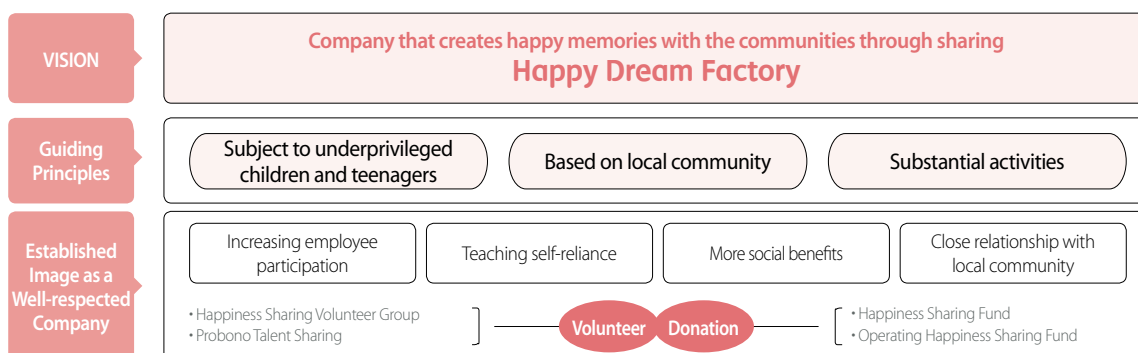 VISION
Company that creates happy memories with the communities through sharing
Happy Dream Factory
Guiding
Principles
Subject to underprivileged
children and teenagers
Based on local community
Substantial activities
Established
Image as a
Well-respected
Company
Increasing employee
participation
Teaching self-reliance
More social benefits
Close relationship with
local community
• Happiness Sharing Volunteer Group
• Probono Talent Sharing
Volunteer
Donation
• Happiness Sharing Fund
• Operating Happiness Sharing Fund